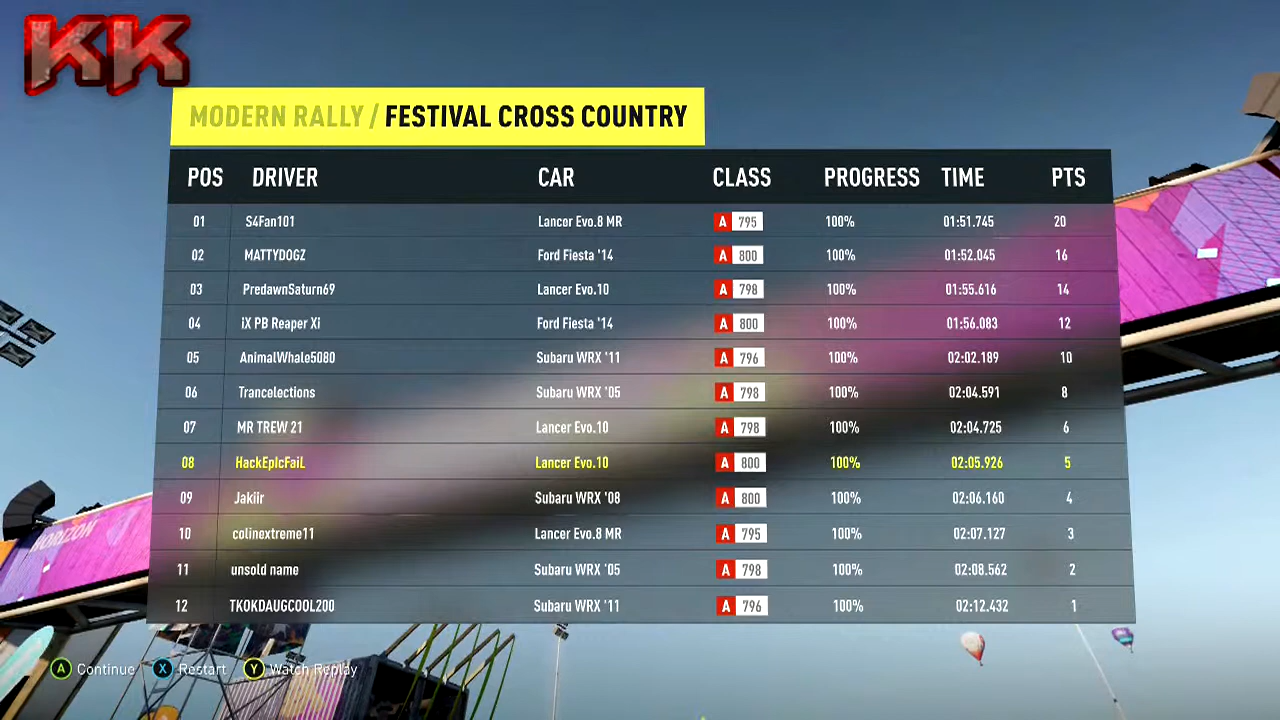 KK
MODERN RALLY / FESTIVAL CROSS COUNTRY
POS DRIVER CAR CLASS PROGRESS TIME PTS
01 S4Fan101 Lancer Evo.8 MR A 795 100% 01:51.745 20
02 MATTYDOGZ Ford Fiesta '14 A 800 100% 01:52.045 16
03 PredawnSaturn69 Lancer Evo.10 A 798 100% 01:55.616 14
04 iX PB Reaper Xi Ford Fiesta '14 A 800 100% 01:56.083 12
05 AnimalWhale5080 Subaru WRX '11 A 796 100% 02:02.189 10
06 Trancelections Subaru WRX '05 A 798 100% 02:04.591 8
07 MR TREW 21 Lancer Evo.10 A 798 100% 02:04.725 6
08 HackEpIcFaiL Lancer Evo.10 A 800 100% 02:05.926 5
09 Jakiir Subaru WRX '08 A 800 100% 02:06.160 4
10 colinextreme11 Lancer Evo.8 MR A 795 100% 02:07.127 3
11 unsold name Subaru WRX '05 A 798 100% 02:08.562 2
12 TKOKDAUGCOOL200 Subaru WRX '11 A 796 100% 02:12.432 1
HORIZON
A Continue X Restart Y Watch Replay